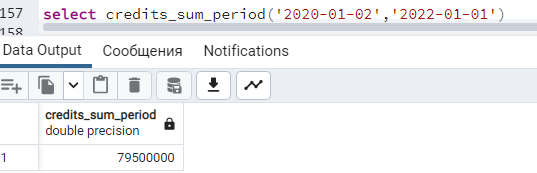 157 select credits_sum_period('2020-01-02','2022-01-01')
158
Data Output Сообщения Notifications
credits_sum_period
double precision
1 79500000